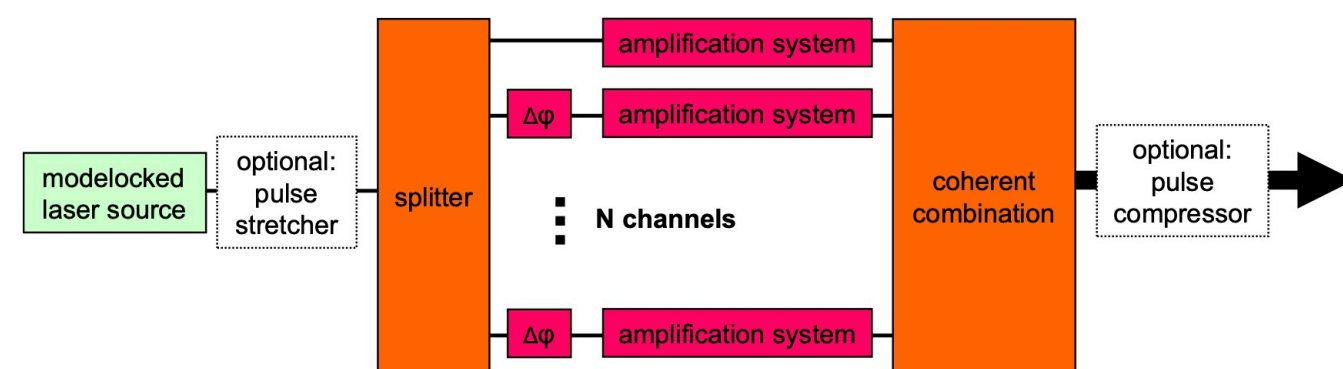 modelocked
laser source
optional:
pulse
stretcher
splitter
amplification system
Δφ
amplification system
N channels
Δφ
amplification system
coherent
combination
optional:
pulse
compressor